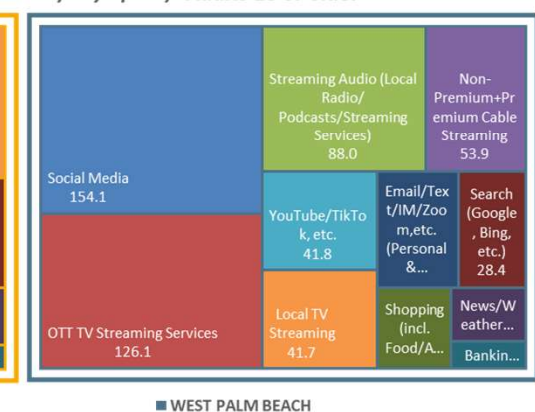 Social Media
154.1
OTT TV Streaming Services
126.1
Streaming Audio (Local
Radio/
Podcasts/Streaming
Services)
88.0
Non-
Premium+Pr
emium Cable
Streaming
53.9
YouTube/TikTo
k, etc.
41.8
Local TV
Streaming
41.7
Email/Tex
t/IM/Zoo
m,etc.
(Personal
&...
Search
(Google
, Bing,
etc.)
28.4
Shopping
(incl.
Food/A...
News/W
eather...
Bankin...
WEST PALM BEACH